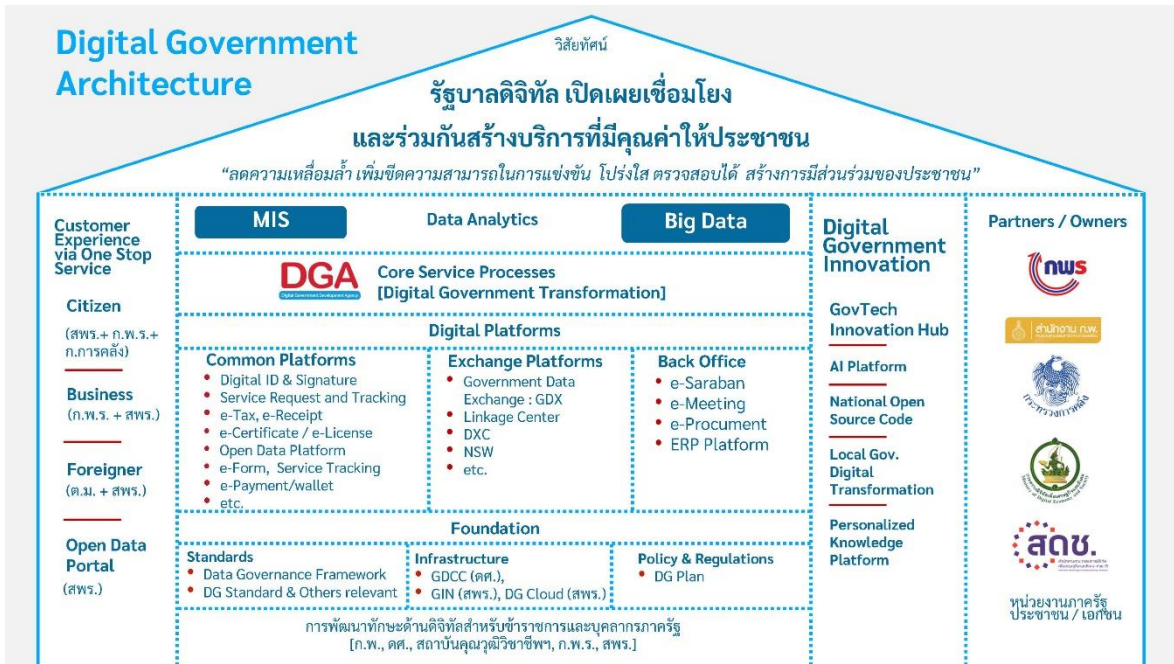 Digital Government
Architecture
วิสัยทัศน์
รัฐบาลดิจิทัล เปิดเผยเชื่อมโยง
และร่วมกันสร้างบริการที่มีคุณค่าให้ประชาชน
“ลดความเหลื่อมล้ำ เพิ่มขีดความสามารถในการแข่งขัน โปร่งใส ตรวจสอบได้ สร้างการมีส่วนร่วมของประชาชน”
Customer
Experience
via One Stop
Service
Citizen
(สพร.+ ก.พ.ร.+
ก.การคลัง)
Business
(ก.พ.ร. + สพร.)
Foreigner
(ต.ม. + สพร.)
Open Data
Portal
(สพร.)
MIS
Data Analytics
Big Data
DGA
Digital Government Development Agency
Core Service Processes
[Digital Government Transformation]
Digital Platforms
Common Platforms
• Digital ID & Signature
• Service Request and Tracking
• e-Tax, e-Receipt
• e-Certificate / e-License
• Open Data Platform
• e-Form, Service Tracking
• e-Payment/wallet
• etc.
Exchange Platforms
• Government Data
Exchange : GDX
• Linkage Center
• DXC
• NSW
• etc.
Back Office
• e-Saraban
• e-Meeting
• e-Procument
• ERP Platform
Foundation
Standards
• Data Governance Framework
• DG Standard & Others relevant
Infrastructure
• GDCC (ดศ.),
• GIN (สพร.), DG Cloud (สพร.)
Policy & Regulations
• DG Plan
การพัฒนาทักษะด้านดิจิทัลสำหรับข้าราชการและบุคลากรภาครัฐ
[ก.พ., ดศ., สถาบันคุณวุฒิวิชาชีพฯ, ก.พ.ร., สพร.]
Digital
Government
Innovation
GovTech
Innovation Hub
AI Platform
National Open
Source Code
Local Gov.
Digital
Transformation
Personalized
Knowledge
Platform
Partners / Owners
กพร
สำนักงาน ก.พ.
กระทรวงการคลัง
สดช.
หน่วยงานภาครัฐ
ประชาชน / เอกชน